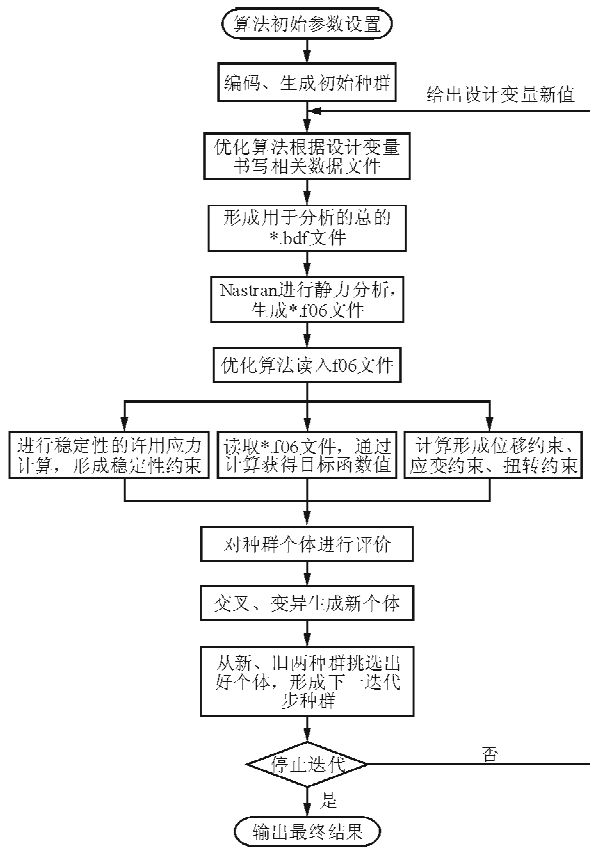 算法初始参数设置
编码、生成初始种群
给出设计变量新值
优化算法根据设计变量
书写相关数据文件
形成用于分析的总的
*.bdf文件
Nastran进行静力分析，
生成*.f06文件
优化算法读入f06文件
进行稳定性的许用应力
计算，形成稳定性约束
读取*.f06文件，通过
计算获得目标函数值
计算形成位移约束、
应变约束、扭转约束
对种群个体进行评价
交叉、变异生成新个体
从新、旧两种群挑选出
好个体，形成下一迭代
步种群
停止迭代
否
是
输出最终结果